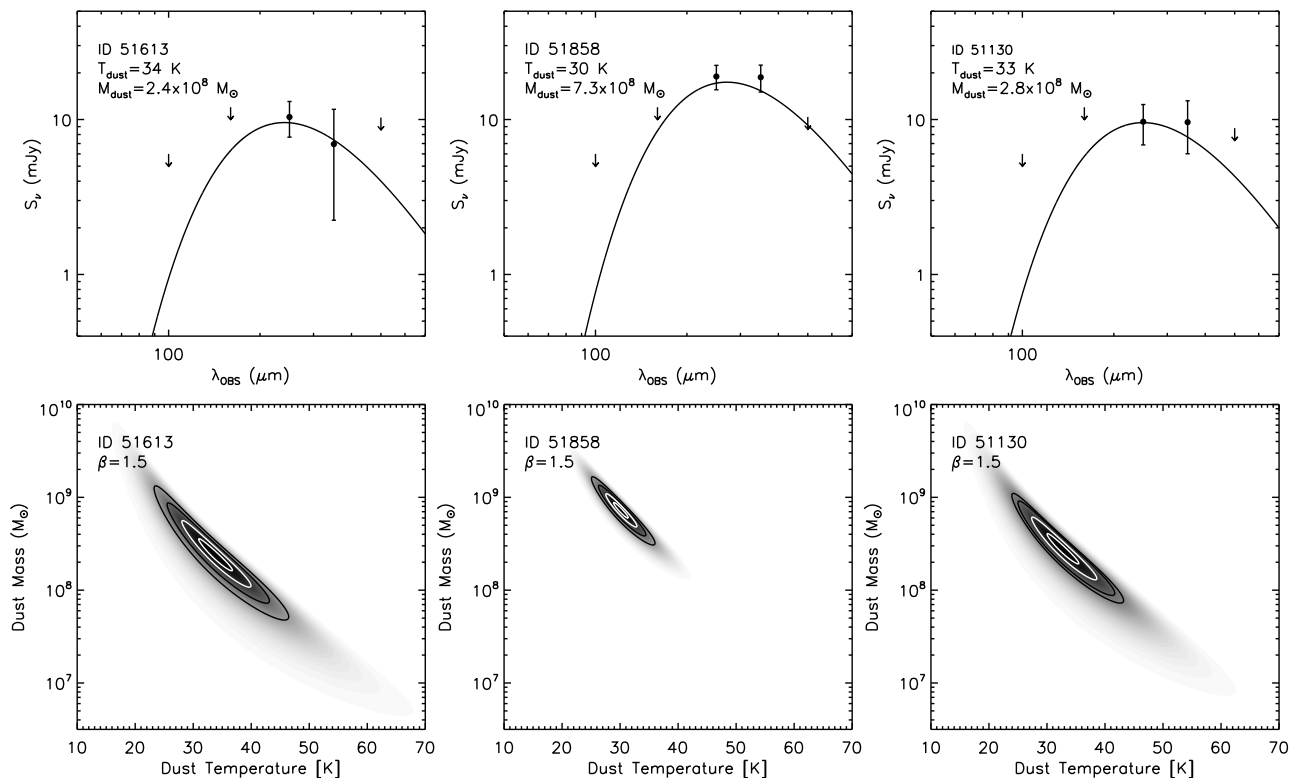 ID 51613
T_dust=34 K
M_dust=2.4x10^8 M_⊙
10
1
S_ν (mJy)
100
λ_OBS (μm)
ID 51858
T_dust=30 K
M_dust=7.3x10^8 M_⊙
10
1
S_ν (mJy)
100
λ_OBS (μm)
ID 51130
T_dust=33 K
M_dust=2.8x10^8 M_⊙
10
1
S_ν (mJy)
100
λ_OBS (μm)
ID 51613
β=1.5
10^10
10^9
10^8
10^7
Dust Mass (M_⊙)
10 20 30 40 50 60 70
Dust Temperature [K]
ID 51858
β=1.5
10^10
10^9
10^8
10^7
Dust Mass (M_⊙)
10 20 30 40 50 60 70
Dust Temperature [K]
ID 51130
β=1.5
10^10
10^9
10^8
10^7
Dust Mass (M_⊙)
10 20 30 40 50 60 70
Dust Temperature [K]